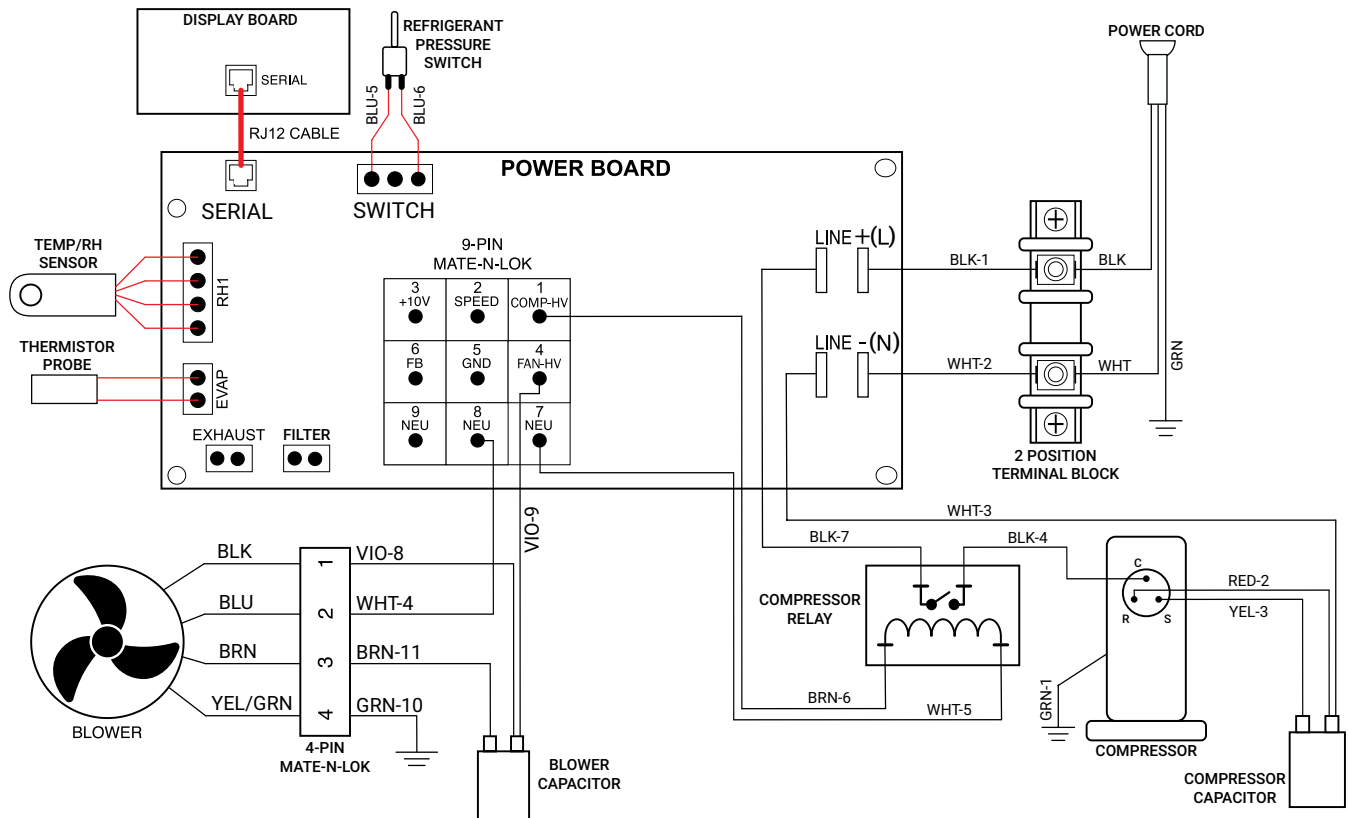 DISPLAY BOARD
SERIAL
RJ12 CABLE
REFRIGERANT
PRESSURE
SWITCH
BLU-5
BLU-6
POWER CORD
POWER BOARD
SERIAL
SWITCH
TEMP/RH
SENSOR
RH1
THERMISTOR
PROBE
EVAP
EXHAUST
FILTER
9-PIN
MATE-N-LOK
3
+10V
2
SPEED
1
COMP-HV
6
FB
5
GND
4
FAN-HV
9
NEU
8
NEU
7
NEU
LINE +(L)
LINE -(N)
BLK-1
BLK
WHT-2
WHT
GRN
2 POSITION
TERMINAL BLOCK
WHT-3
BLK-7
BLK-4
COMPRESSOR
RELAY
BRN-6
WHT-5
C
R
S
RED-2
YEL-3
GRN-1
COMPRESSOR
COMPRESSOR
CAPACITOR
VIO-9
BLK
1
VIO-8
BLU
2
WHT-4
BRN
3
BRN-11
YEL/GRN
4
GRN-10
BLOWER
4-PIN
MATE-N-LOK
BLOWER
CAPACITOR